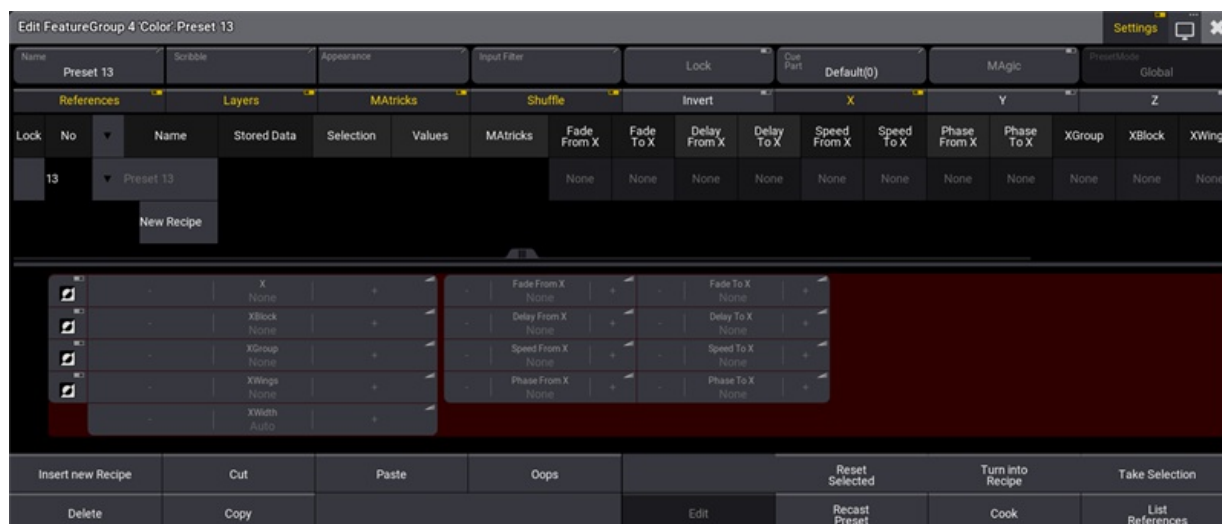 Edit FeatureGroup 4 'Color'.Preset 13
Settings
Name
Preset 13
Scribble
Appearance
Input Filter
Lock
Cue Part
Default(0)
MAgic
PresetMode
Global
References
Layers
MAtricks
Shuffle
Invert
X
Y
Z
Lock
No
Name
Stored Data
Selection
Values
MAtricks
Fade From X
Fade To X
Delay From X
Delay To X
Speed From X
Speed To X
Phase From X
Phase To X
XGroup
XBlock
XWing
13
Preset 13
None
None
None
None
None
None
None
None
None
None
None
New Recipe
X
None
Fade From X
None
Fade To X
None
XBlock
None
Delay From X
None
Delay To X
None
XGroup
None
Speed From X
None
Speed To X
None
XWings
None
Phase From X
None
Phase To X
None
XWidth
Auto
Insert new Recipe
Cut
Paste
Oops
Reset Selected
Turn into Recipe
Take Selection
Delete
Copy
Edit
Recast Preset
Cook
List References